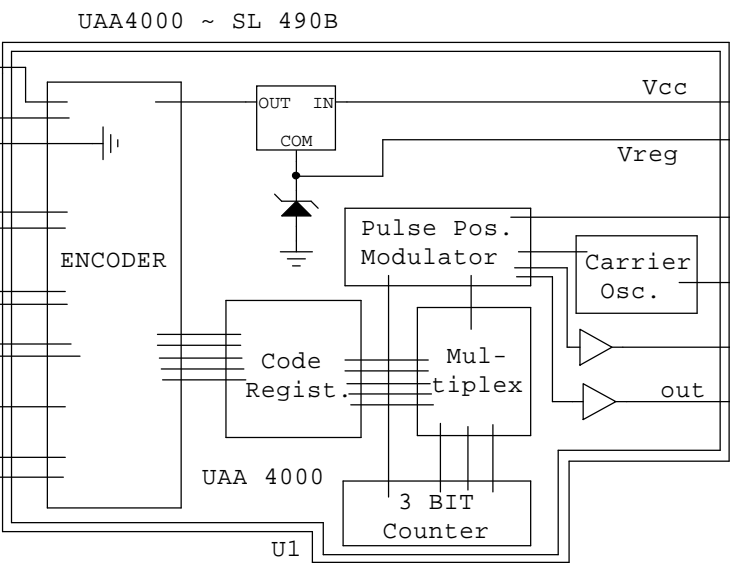 UAA4000 ~ SL 490B
Vcc
OUT IN
COM
Vreg
Pulse Pos.
Modulator
ENCODER
Carrier
Osc.
Code
Regist.
Mul-
tiplex
out
UAA 4000
3 BIT
Counter
U1